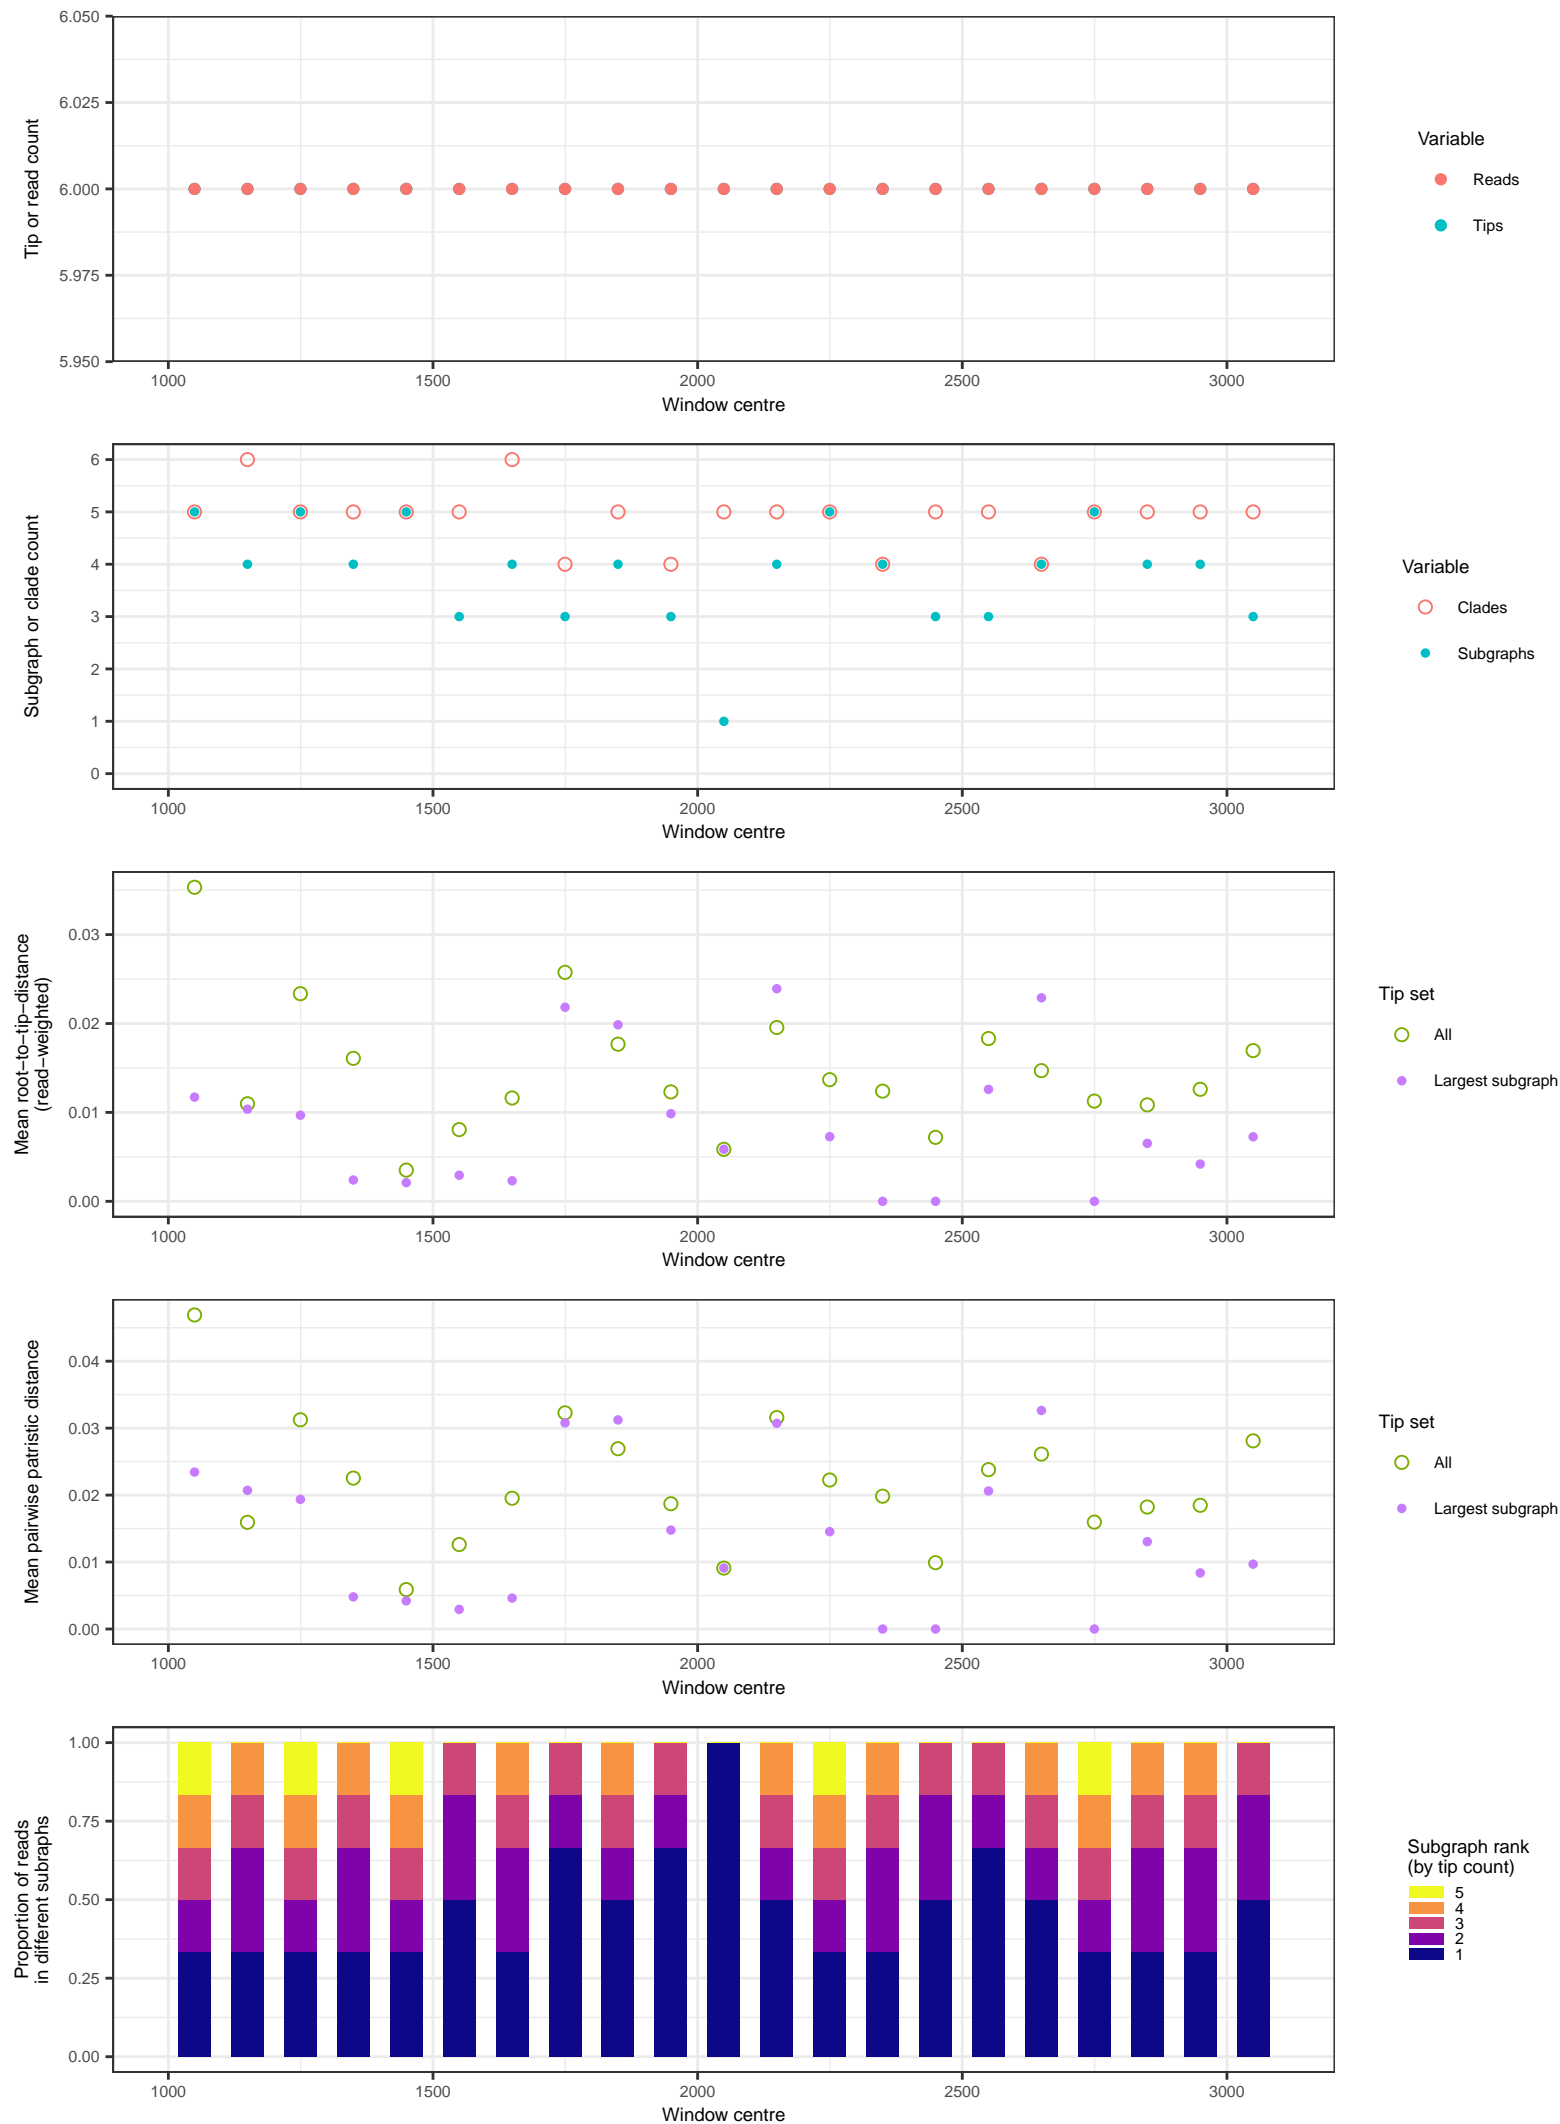 6.050
6.025
6.000
5.975
5.950
Tip or read count
1000 1500 2000 2500 3000
Window centre
Variable
Reads
Tips
6
5
4
3
2
1
0
Subgraph or clade count
1000 1500 2000 2500 3000
Window centre
Variable
Clades
Subgraphs
0.03
0.02
0.01
0.00
Mean root−to−tip−distance
(read−weighted)
1000 1500 2000 2500 3000
Window centre
Tip set
All
Largest subgraph
0.04
0.03
0.02
0.01
0.00
Mean pairwise patristic distance
1000 1500 2000 2500 3000
Window centre
Tip set
All
Largest subgraph
1.00
0.75
0.50
0.25
0.00
Proportion of reads
in different subraphs
1000 1500 2000 2500 3000
Window centre
Subgraph rank
(by tip count)
5
4
3
2
1